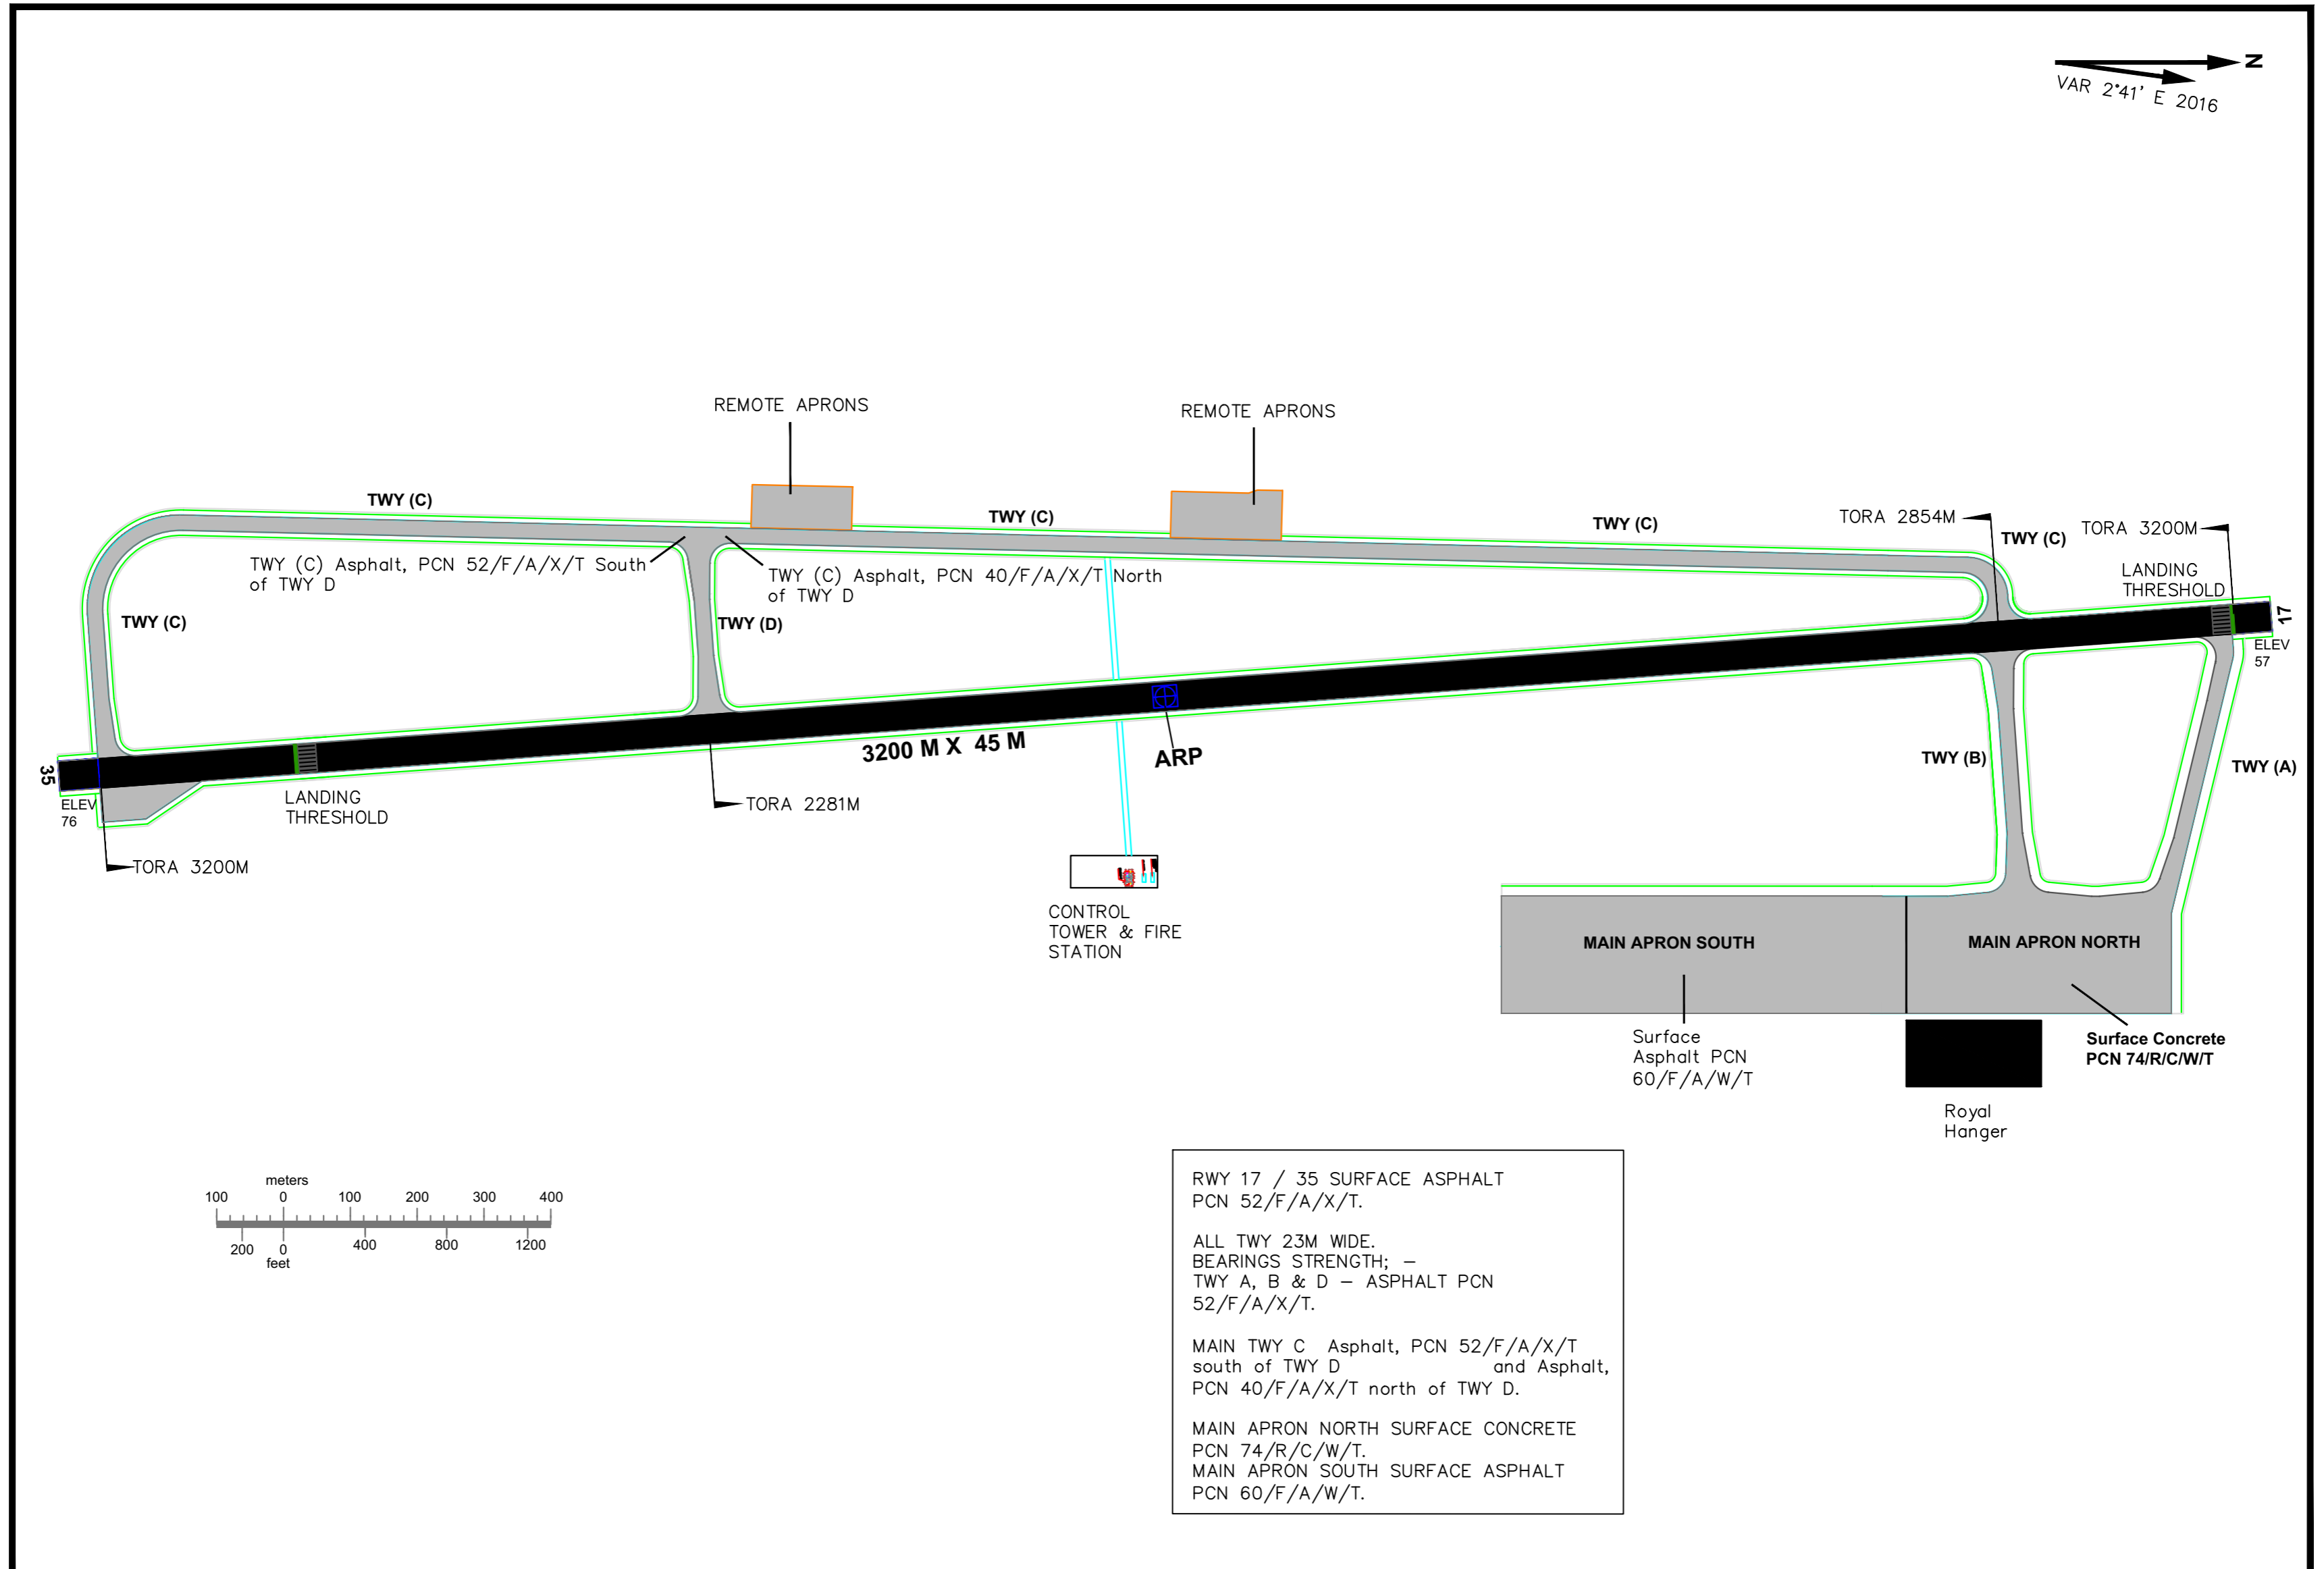 N
VAR 2°41' E 2016
REMOTE APRONS
REMOTE APRONS
TWY (C)
TWY (C)
TWY (C)
TORA 2854M
TWY (C)
TORA 3200M
TWY (C) Asphalt, PCN 52/F/A/X/T South
of TWY D
TWY (C) Asphalt, PCN 40/F/A/X/T North
of TWY D
LANDING
THRESHOLD
TWY (C)
TWY (D)
17
ELEV
57
3200 M X 45 M
ARP
TWY (B)
TWY (A)
35
ELEV
76
LANDING
THRESHOLD
TORA 2281M
TORA 3200M
CONTROL
TOWER & FIRE
STATION
MAIN APRON SOUTH
MAIN APRON NORTH
Surface
Asphalt PCN
60/F/A/W/T
Surface Concrete
PCN 74/R/C/W/T
Royal
Hanger
meters
100 0 100 200 300 400
200 0 400 800 1200
feet
RWY 17 / 35 SURFACE ASPHALT
PCN 52/F/A/X/T.
ALL TWY 23M WIDE.
BEARINGS STRENGTH; –
TWY A, B & D – ASPHALT PCN
52/F/A/X/T.
MAIN TWY C Asphalt, PCN 52/F/A/X/T
south of TWY D and Asphalt,
PCN 40/F/A/X/T north of TWY D.
MAIN APRON NORTH SURFACE CONCRETE
PCN 74/R/C/W/T.
MAIN APRON SOUTH SURFACE ASPHALT
PCN 60/F/A/W/T.